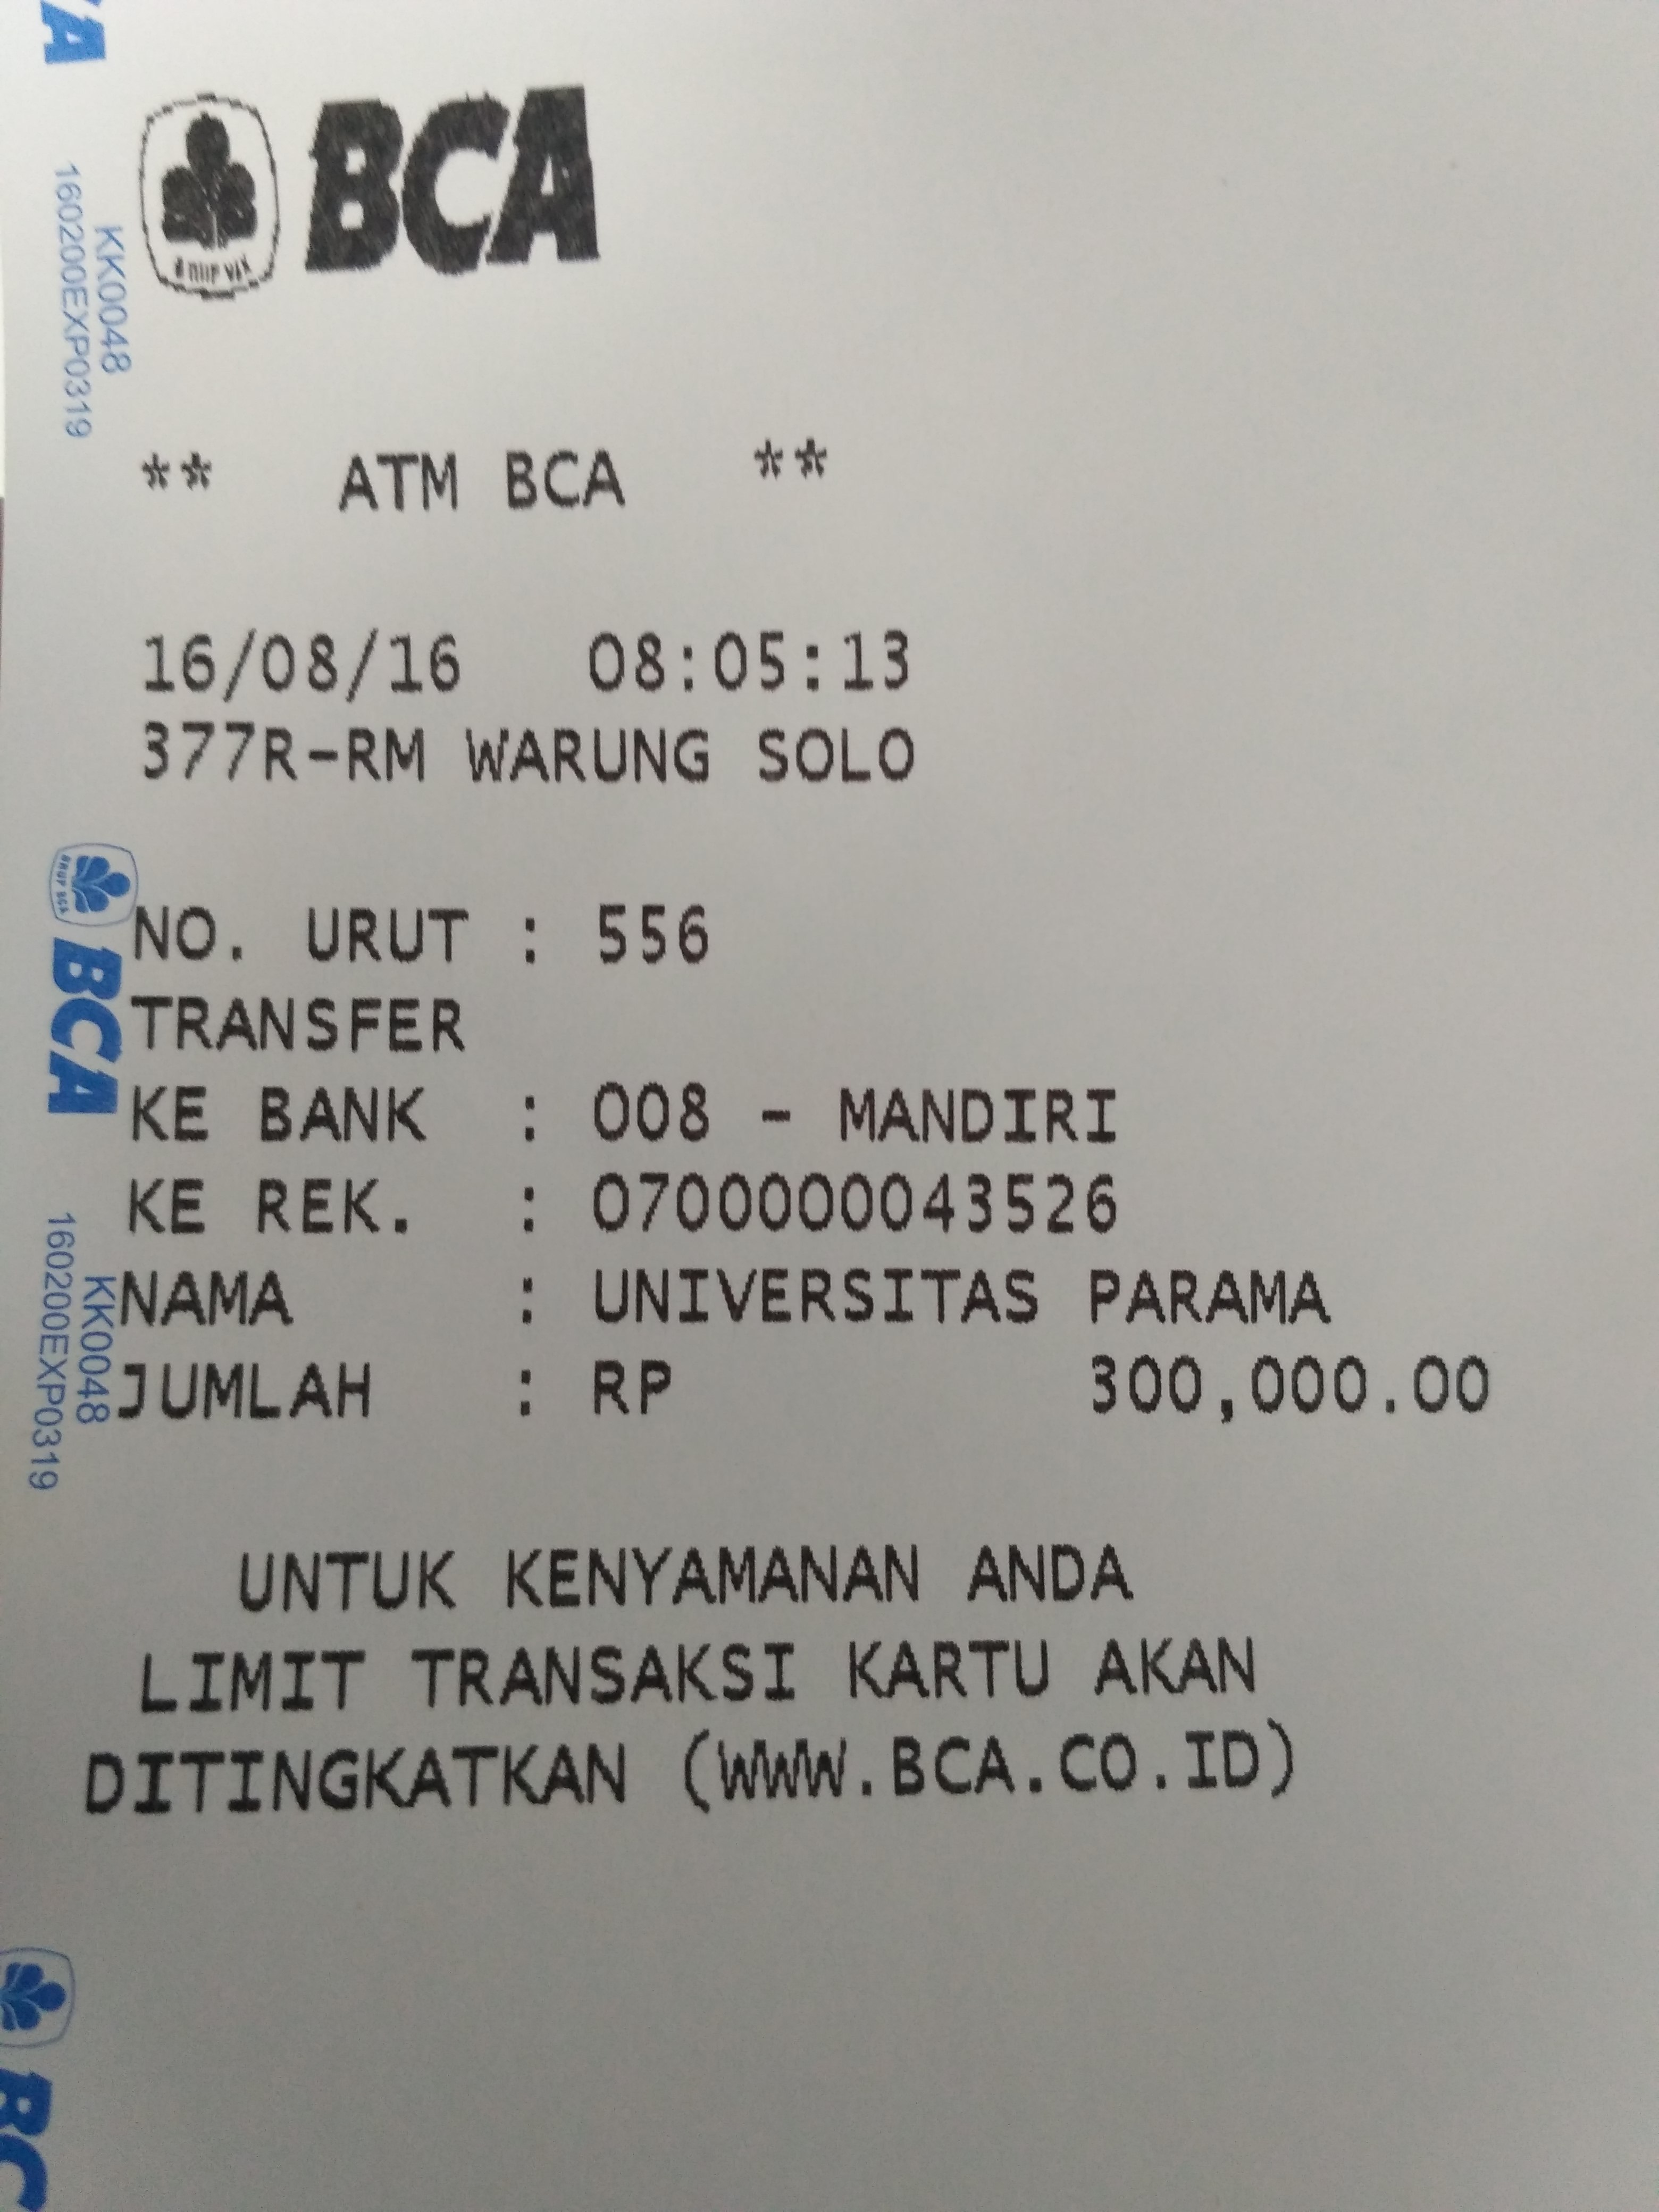 BCA
** ATM BCA **
16/08/16 08:05:13
377R-RM WARUNG SOLO
NO. URUT : 556
TRANSFER
KE BANK : 008 - MANDIRI
KE REK. : 0700000043526
NAMA : UNIVERSITAS PARAMA
JUMLAH : RP 300,000.00
UNTUK KENYAMANAN ANDA
LIMIT TRANSAKSI KARTU AKAN
DITINGKATKAN (WWW.BCA.CO.ID)
KK0048
160200EXP0319
BCA
KK0048
160200EXP0319